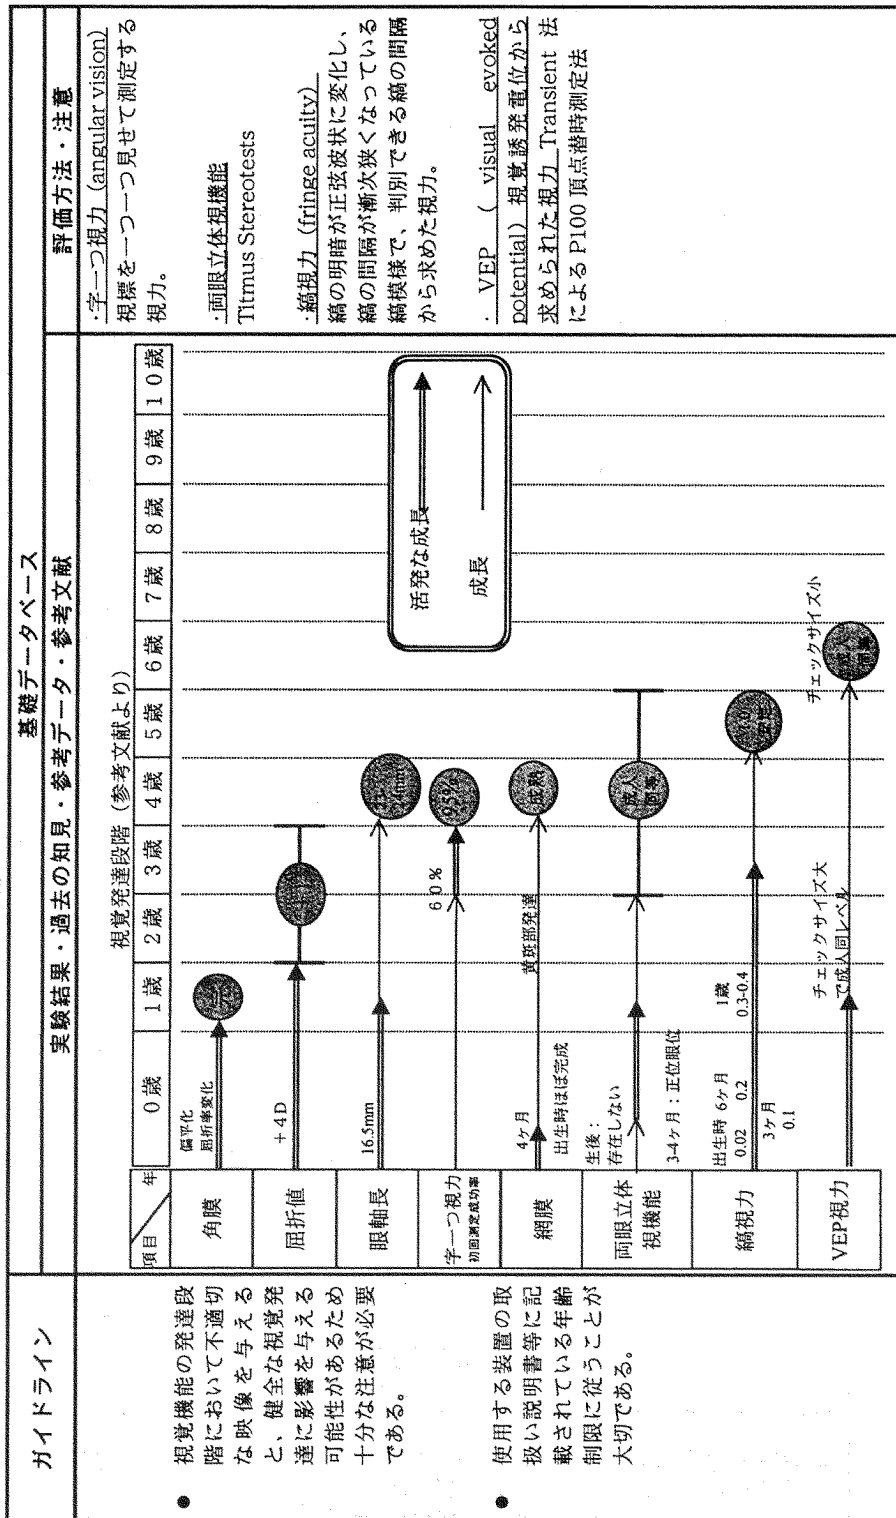 ガイドライン
基礎データベース
実験結果・過去の知見・参考データ・参考文献
評価方法・注意
● 視覚機能の発達段
階において不適切
な映像を与える
と、健全な視覚発
達に影響を与える
可能性があるため
十分な注意が必要
である。
● 使用する装置の取
扱い説明書等に記
載されている年齢
制限に従うことが
大切である。
視覚発達段階（参考文献より）
項目 年 0歳 1歳 2歳 3歳 4歳 5歳 6歳 7歳 8歳 9歳 10歳
角膜
偏平化
屈折率変化
屈折値
+4D
眼軸長
16.5mm
24mm
字一つ視力
初回測定成功率
60%
95%
網膜
4ヶ月
出生時ほぼ完成
黄斑部発達
成熟
両眼立体
視機能
生後：
存在しない
3-4ヶ月：正位眼位
成人
同等
縞視力
出生時 6ヶ月
0.02 0.2
3ヶ月
0.1
1歳
0.3-0.4
1.0
安定
VEP視力
チェックサイズ大
で成人同レベル
チェックサイズ小
成人
同等
活発な成長
成長
・字一つ視力 (angular vision)
視標を一つ一つ見せて測定する
視力。
・両眼立体視機能
Titmus Stereotests
・縞視力 (fringe acuity)
縞の明暗が正弦波状に変化し、
縞の間隔が漸次狭くなっている
縞模様で、判別できる縞の間隔
から求めた視力。
・VEP ( visual evoked
potential) 視覚誘発電位から
求められた視力 Transient 法
による P100 頂点潜時測定法